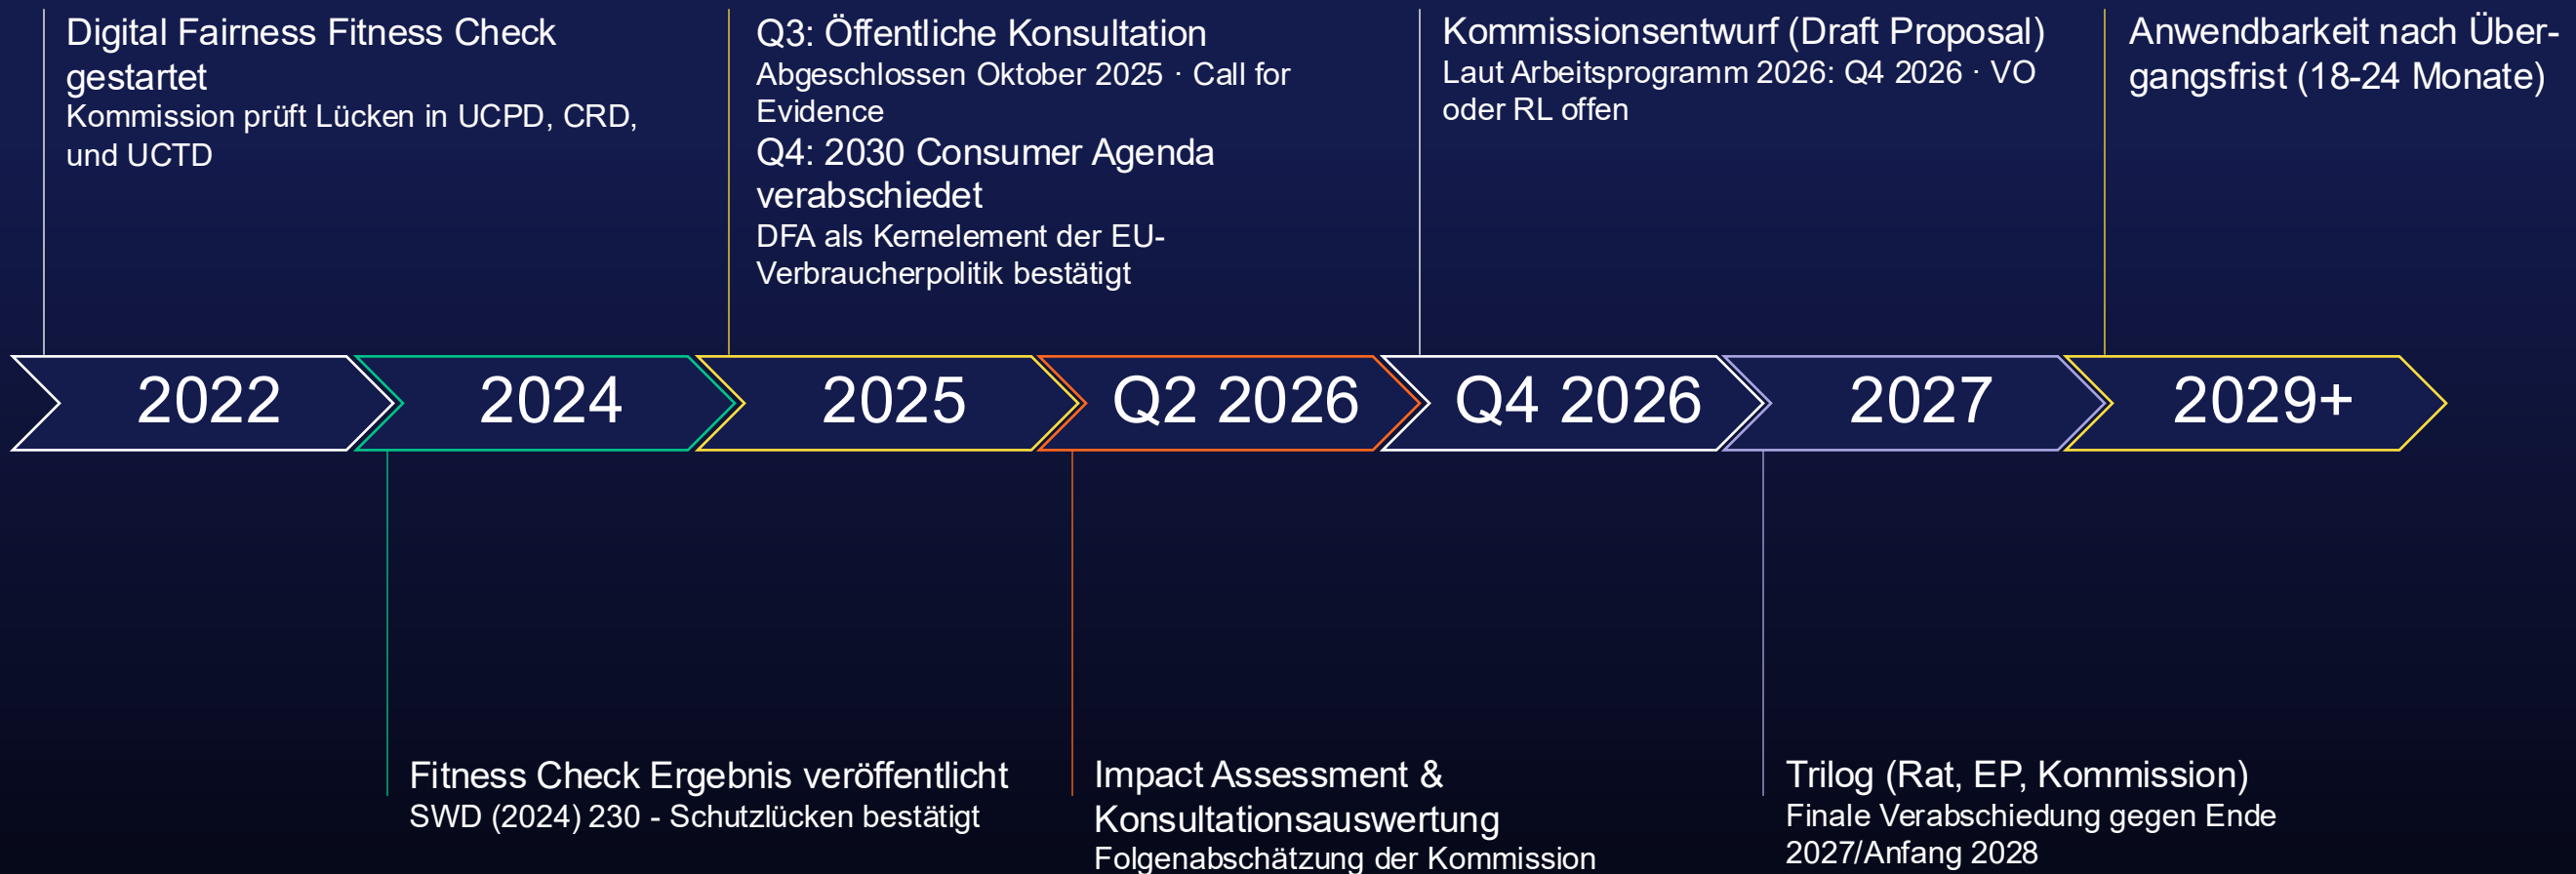 Digital Fairness Fitness Check
gestartet
Kommission prüft Lücken in UCPD, CRD,
und UCTD
Q3: Öffentliche Konsultation
Abgeschlossen Oktober 2025 · Call for
Evidence
Q4: 2030 Consumer Agenda
verabschiedet
DFA als Kernelement der EU-
Verbraucherpolitik bestätigt
Kommissionsentwurf (Draft Proposal)
Laut Arbeitsprogramm 2026: Q4 2026 · VO
oder RL offen
Anwendbarkeit nach Über-
gangsfrist (18-24 Monate)
2022
2024
2025
Q2 2026
Q4 2026
2027
2029+
Fitness Check Ergebnis veröffentlicht
SWD (2024) 230 - Schutzlücken bestätigt
Impact Assessment &
Konsultationsauswertung
Folgenabschätzung der Kommission
Trilog (Rat, EP, Kommission)
Finale Verabschiedung gegen Ende
2027/Anfang 2028